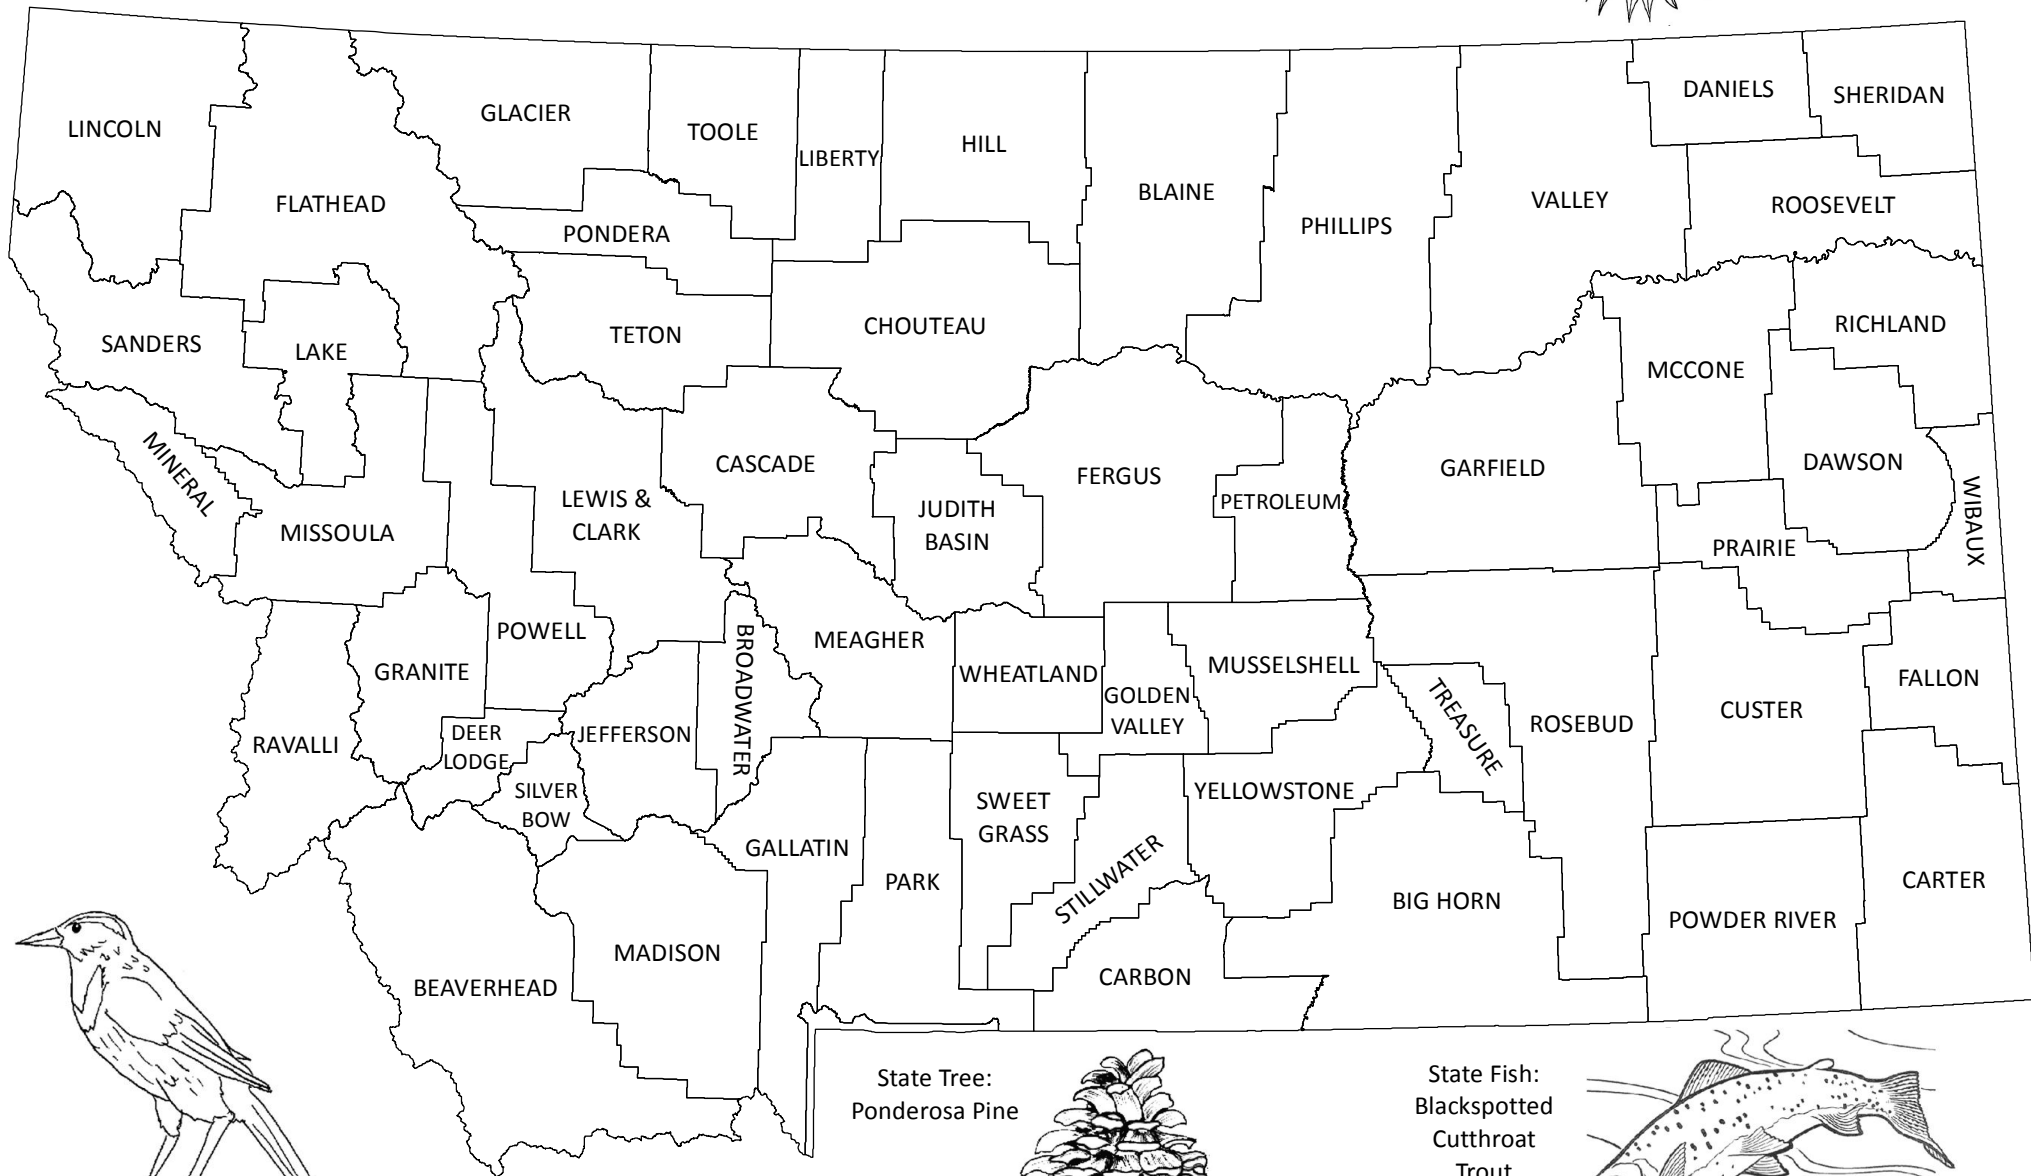 LINCOLN
FLATHEAD
GLACIER
TOOLE
LIBERTY
HILL
BLAINE
PHILLIPS
VALLEY
DANIELS
SHERIDAN
ROOSEVELT
PONDERA
SANDERS
LAKE
TETON
CHOUTEAU
MCCONE
RICHLAND
MINERAL
MISSOULA
LEWIS &
CLARK
CASCADE
JUDITH
BASIN
FERGUS
PETROLEUM
GARFIELD
DAWSON
WIBAUX
PRAIRIE
POWELL
GRANITE
BROADWATER
MEAGHER
WHEATLAND
GOLDEN
VALLEY
MUSSELSHELL
TREASURE
ROSEBUD
CUSTER
FALLON
RAVALLI
DEER
LODGE
JEFFERSON
SILVER
BOW
GALLATIN
PARK
SWEET
GRASS
STILLWATER
YELLOWSTONE
BIG HORN
POWDER RIVER
CARTER
BEAVERHEAD
MADISON
CARBON
State Tree:
Ponderosa Pine
State Fish:
Blackspotted
Cutthroat
Trout